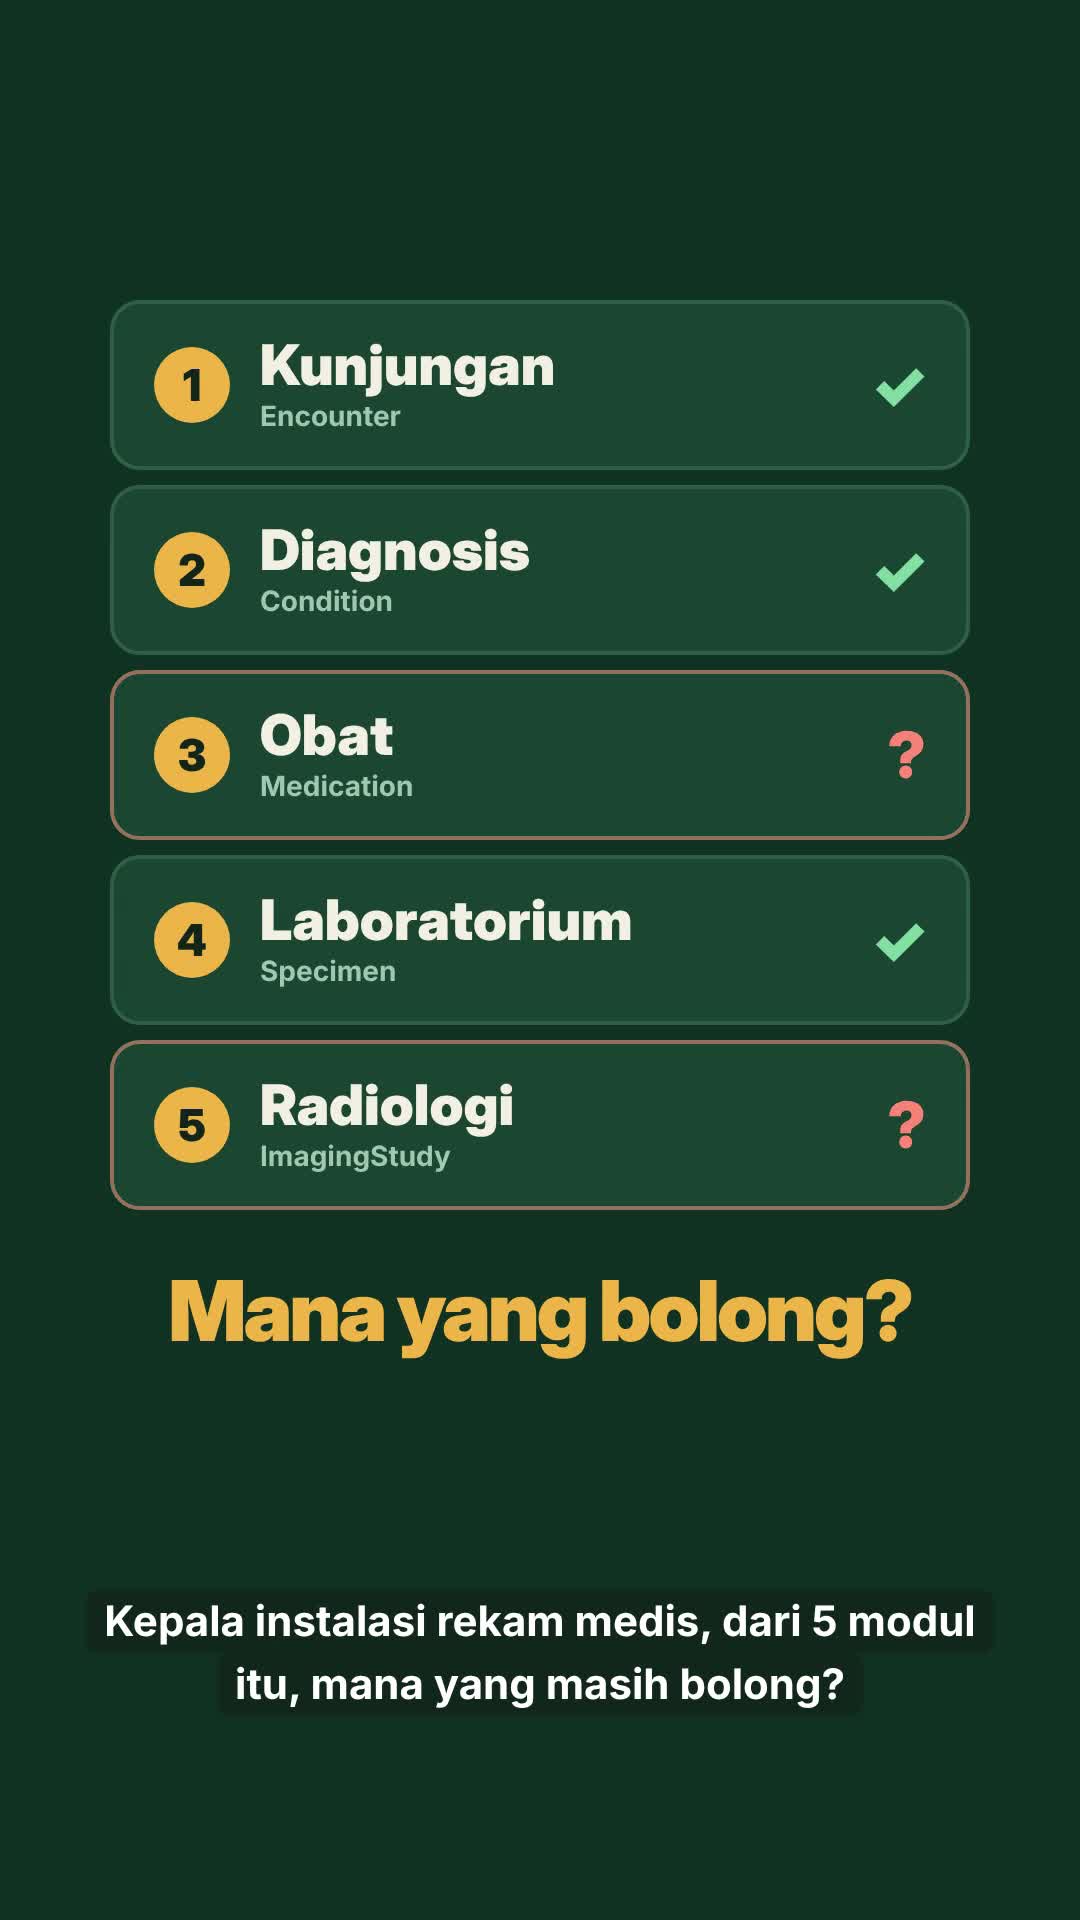 1
Kunjungan
Encounter
2
Diagnosis
Condition
3
Obat
Medication
?
4
Laboratorium
Specimen
5
Radiologi
ImagingStudy
?
Mana yang bolong?
Kepala instalasi rekam medis, dari 5 modul
itu, mana yang masih bolong?